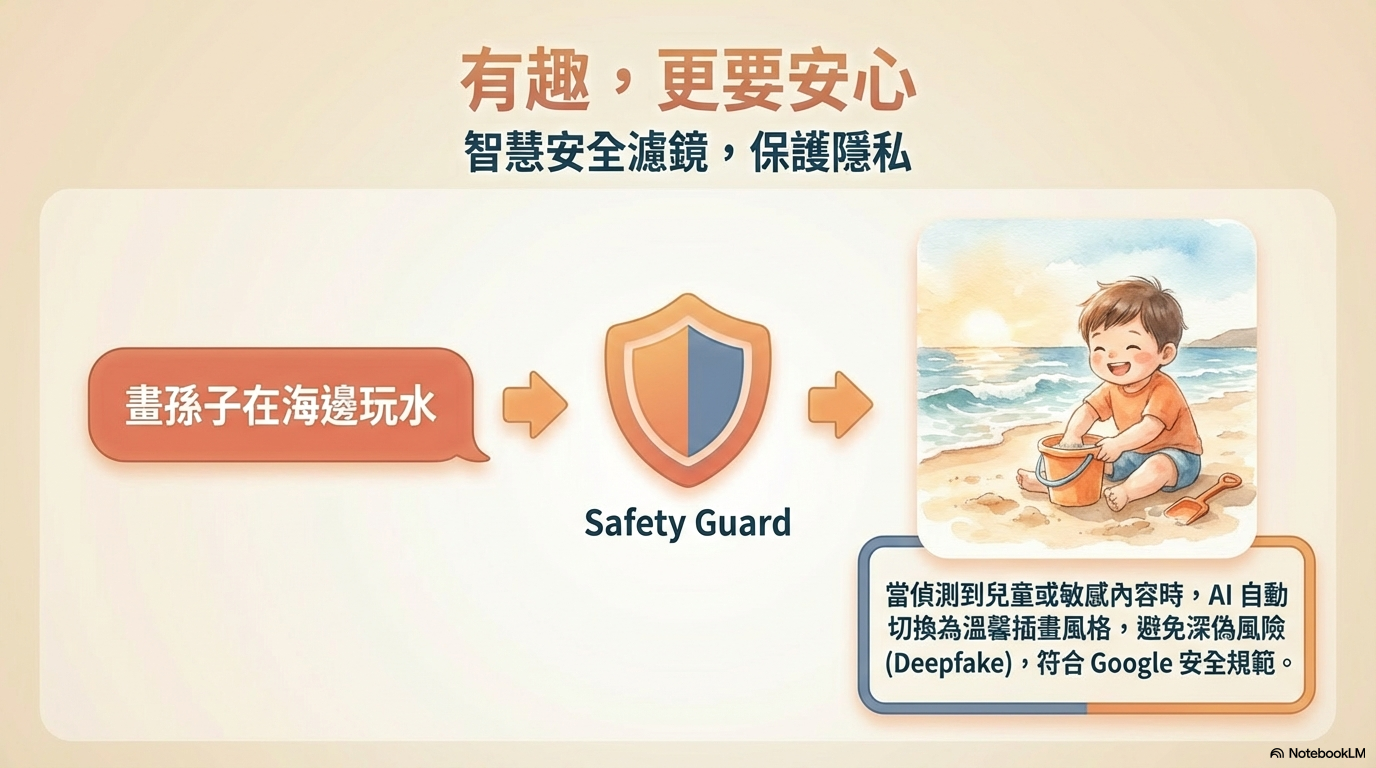 有趣，更要安心
智慧安全濾鏡，保護隱私
畫孫子在海邊玩水
Safety Guard
當偵測到兒童或敏感內容時，AI 自動
切換為溫馨插畫風格，避免深偽風險
(Deepfake)，符合 Google 安全規範。
NotebookLM